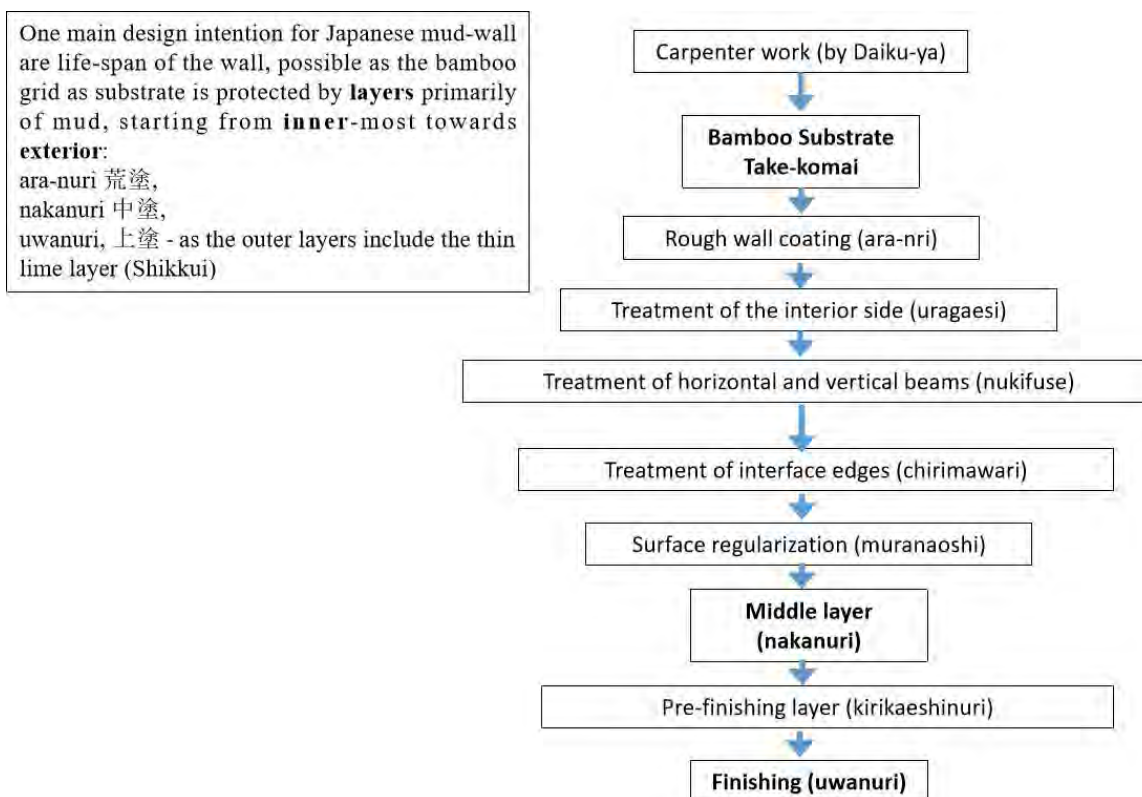 One main design intention for Japanese mud-wall
are life-span of the wall, possible as the bamboo
grid as substrate is protected by layers primarily
of mud, starting from inner-most towards
exterior:
ara-nuri 荒塗,
nakanuri 中塗,
uwanuri, 上塗 - as the outer layers include the thin
lime layer (Shikkui)
Carpenter work (by Daiku-ya)
Bamboo Substrate
Take-komai
Rough wall coating (ara-nri)
Treatment of the interior side (uragaesi)
Treatment of horizontal and vertical beams (nukifuse)
Treatment of interface edges (chirimawari)
Surface regularization (muranaoshi)
Middle layer
(nakanuri)
Pre-finishing layer (kirikaeshinuri)
Finishing (uwanuri)